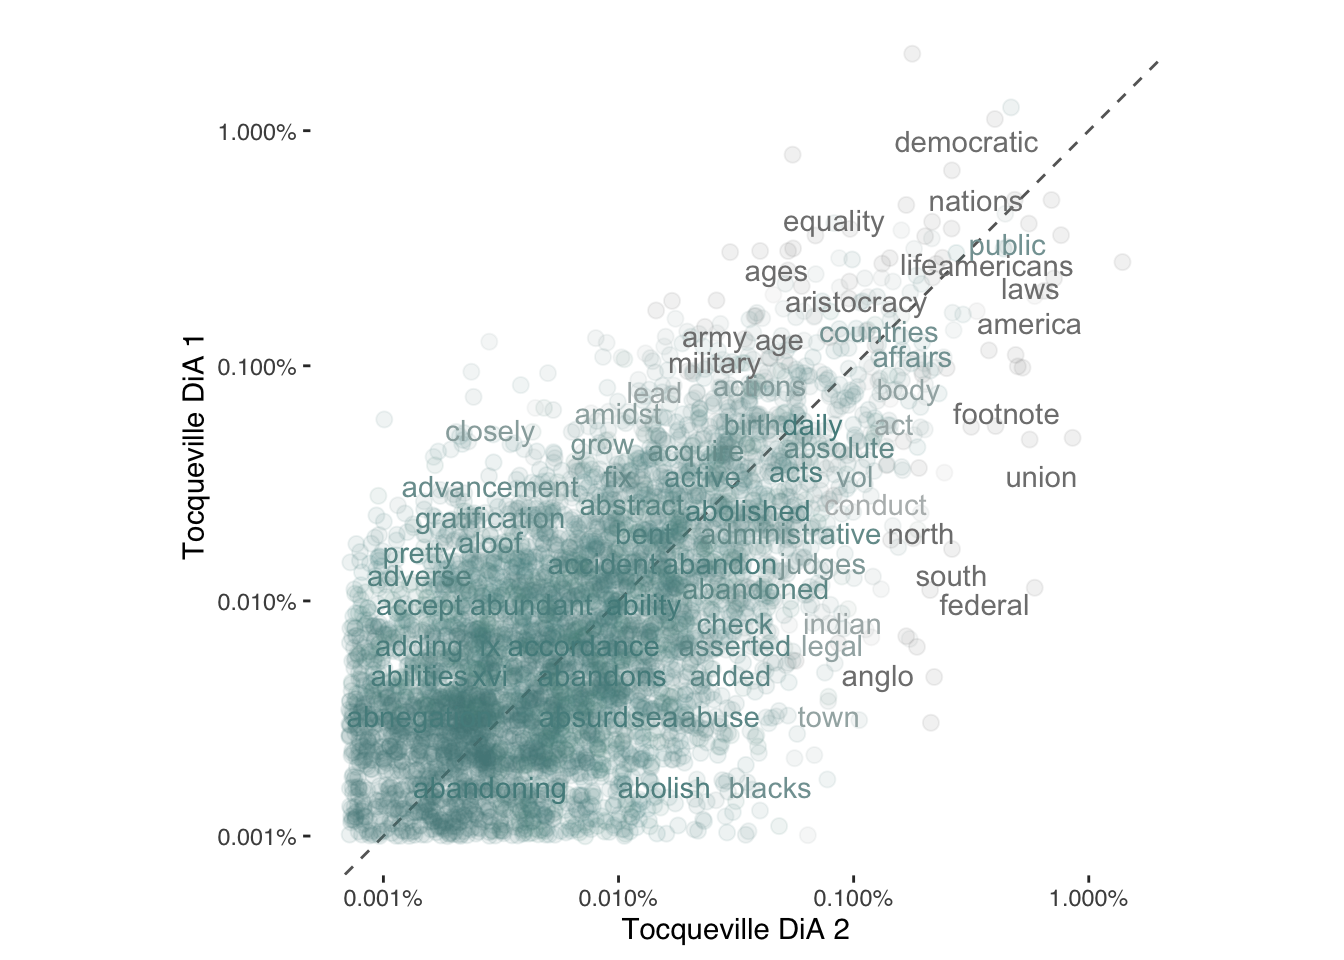 democratic
1.000%
nations
equality
public
life americans
ages
laws
aristocracy
america
countries
army age
affairs
military
0.100%
actions
lead
body
amidst
footnote
closely
birth daily
act
grow
acquire
absolute
fix
active
acts
vol
union
advancement
abstract
abolished
conduct
gratification
bent
administrative
north
aloof
pretty
accident abandon judges
adverse
south
abandoned
0.010%
accept abundant ability
federal
check
indian
adding ix accordance asserted legal
abilities xvi abandons added
anglo
absurd sea abuse town
abandoning abolish blacks
0.001%
0.001% 0.010% 0.100% 1.000%
Tocqueville DiA 2
Tocqueville DiA 1